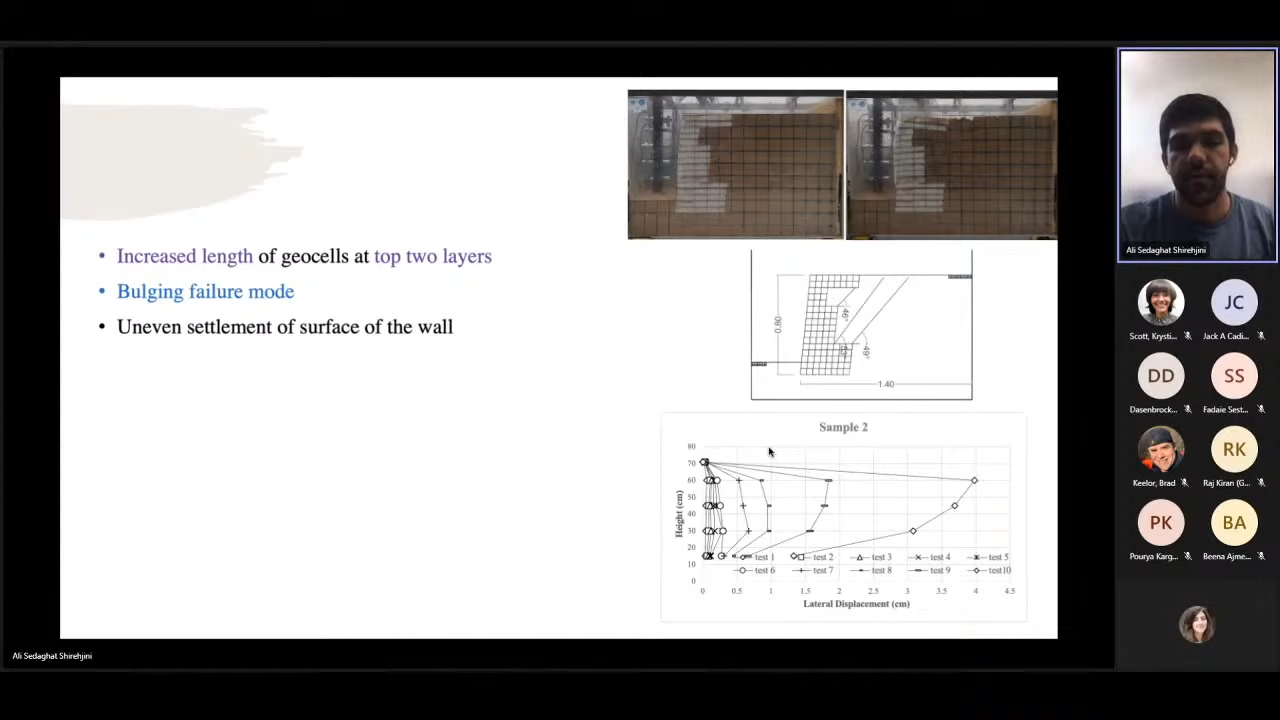 • Increased length of geocells at top two layers
• Bulging failure mode
• Uneven settlement of surface of the wall
0.80
46°
49°
1.40
Sample 2
Height (cm)
80
70
60
50
40
30
20
10
0
test 1
test 2
test 3
test 4
test 5
test 6
test 7
test 8
test 9
test10
0
0.5
1
1.5
2
2.5
3
3.5
4
4.5
Lateral Displacement (cm)
Ali Sedaghat Shirehjini
Ali Sedaghat Shirehjini
Scott, Krysti...
JC
Jack A Cadi...
DD
Dasenbrock...
SS
Fadaie Sest...
Keelor, Brad
RK
Raj Kiran (G...
PK
Pourya Karg...
BA
Beena Ajme...